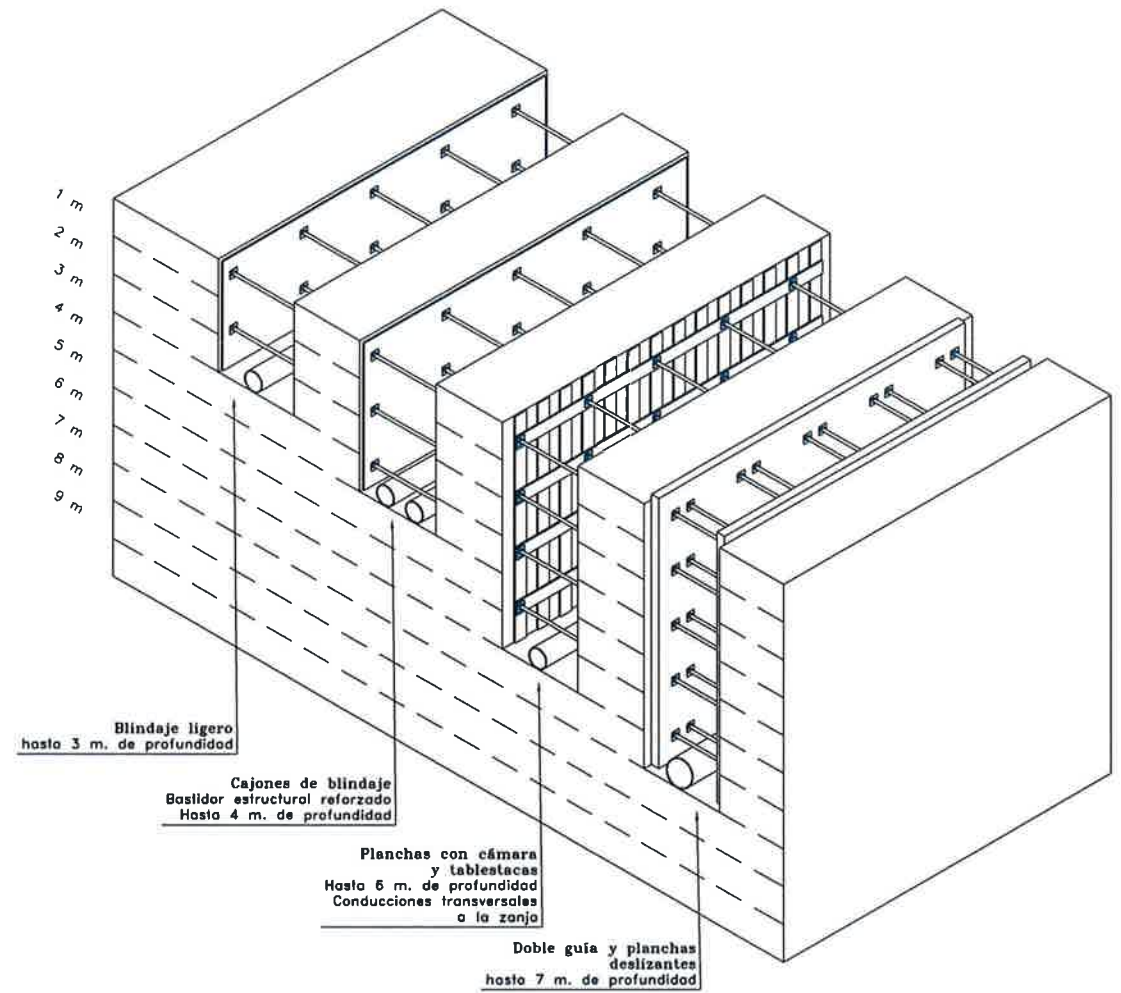 1 m
2 m
3 m
4 m
5 m
6 m
7 m
8 m
9 m
Blindaje ligero
hasta 3 m. de profundidad
Cajones de blindaje
Bastidor estructural reforzado
Hasta 4 m. de profundidad
Planchas con cámara
y tablestacas
Hasta 6 m. de profundidad
Conducciones transversales
a la zanja
Doble guía y planchas
deslizantes
hasta 7 m. de profundidad